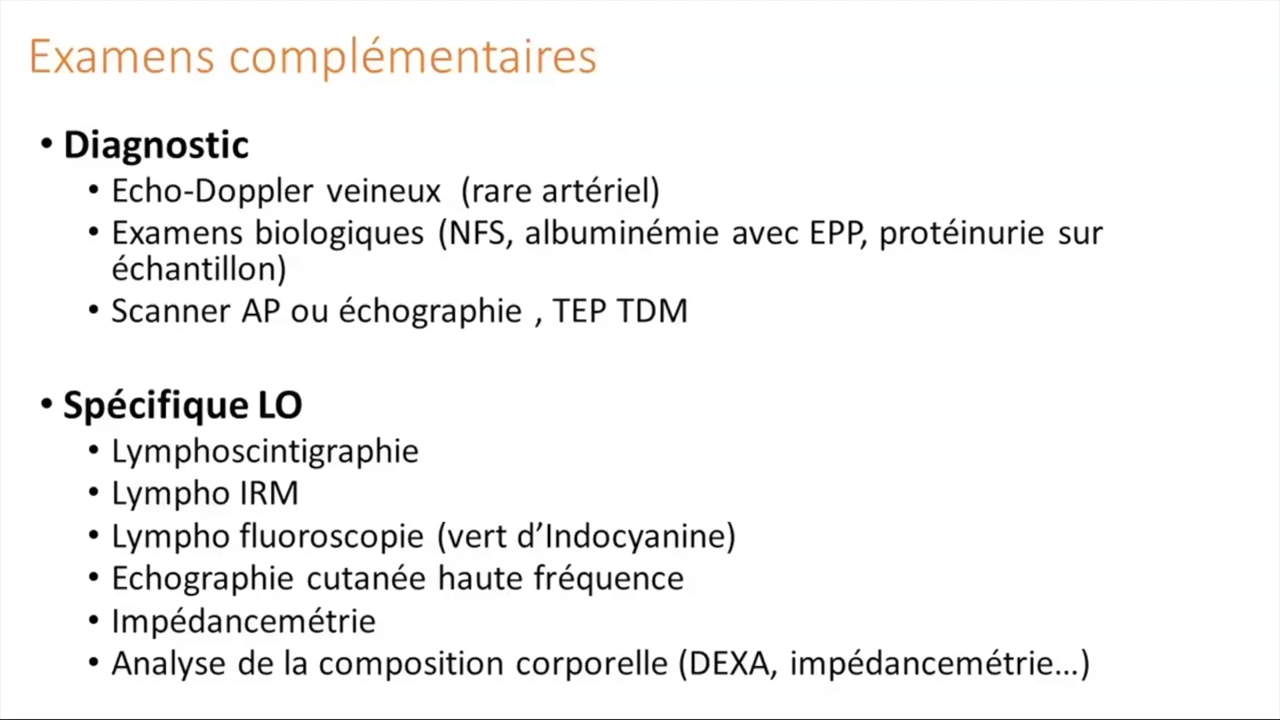 Examens complémentaires
• Diagnostic
• Echo-Doppler veineux (rare artériel)
• Examens biologiques (NFS, albuminémie avec EPP, protéinurie sur
échantillon)
• Scanner AP ou échographie , TEP TDM
• Spécifique LO
• Lymphoscintigraphie
• Lympho IRM
• Lympho fluoroscopie (vert d’Indocyanine)
• Echographie cutanée haute fréquence
• Impédancemétrie
• Analyse de la composition corporelle (DEXA, impédancemétrie...)